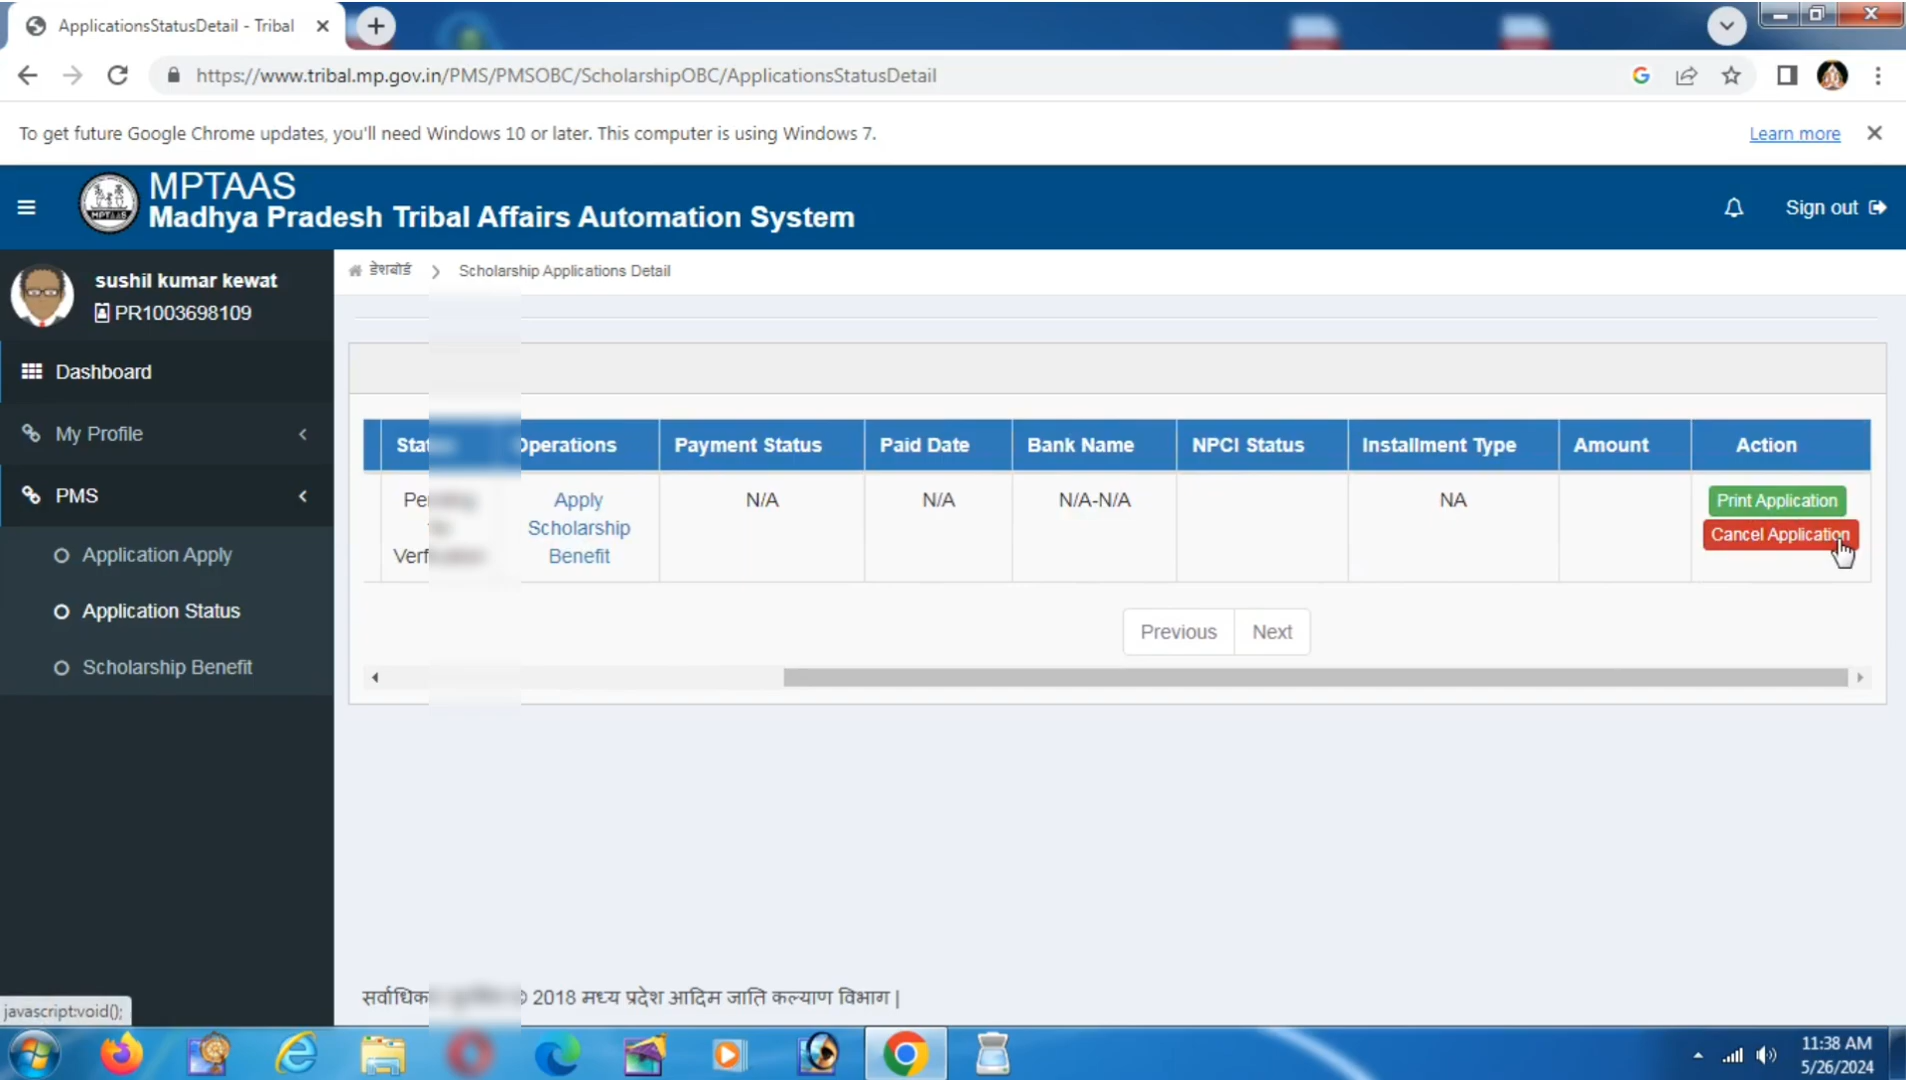 ApplicationsStatusDetail - Tribal
https://www.tribal.mp.gov.in/PMS/PMSOBC/ScholarshipOBC/ApplicationsStatusDetail
To get future Google Chrome updates, you'll need Windows 10 or later. This computer is using Windows 7.
Learn more
MPTAAS
Madhya Pradesh Tribal Affairs Automation System
MPTAAS
Sign out
sushil kumar kewat
PR1003698109
Dashboard
My Profile
PMS
Application Apply
Application Status
Scholarship Benefit
डेशबोर्ड > Scholarship Applications Detail
Operations Payment Status Paid Date Bank Name NPCI Status Installment Type Amount Action
Apply Scholarship Benefit
N/A N/A N/A-N/A NA
Print Application
Cancel Application
Previous Next
© 2018 मध्य प्रदेश आदिम जाति कल्याण विभाग |
javascript:void();
11:38 AM
5/26/2024